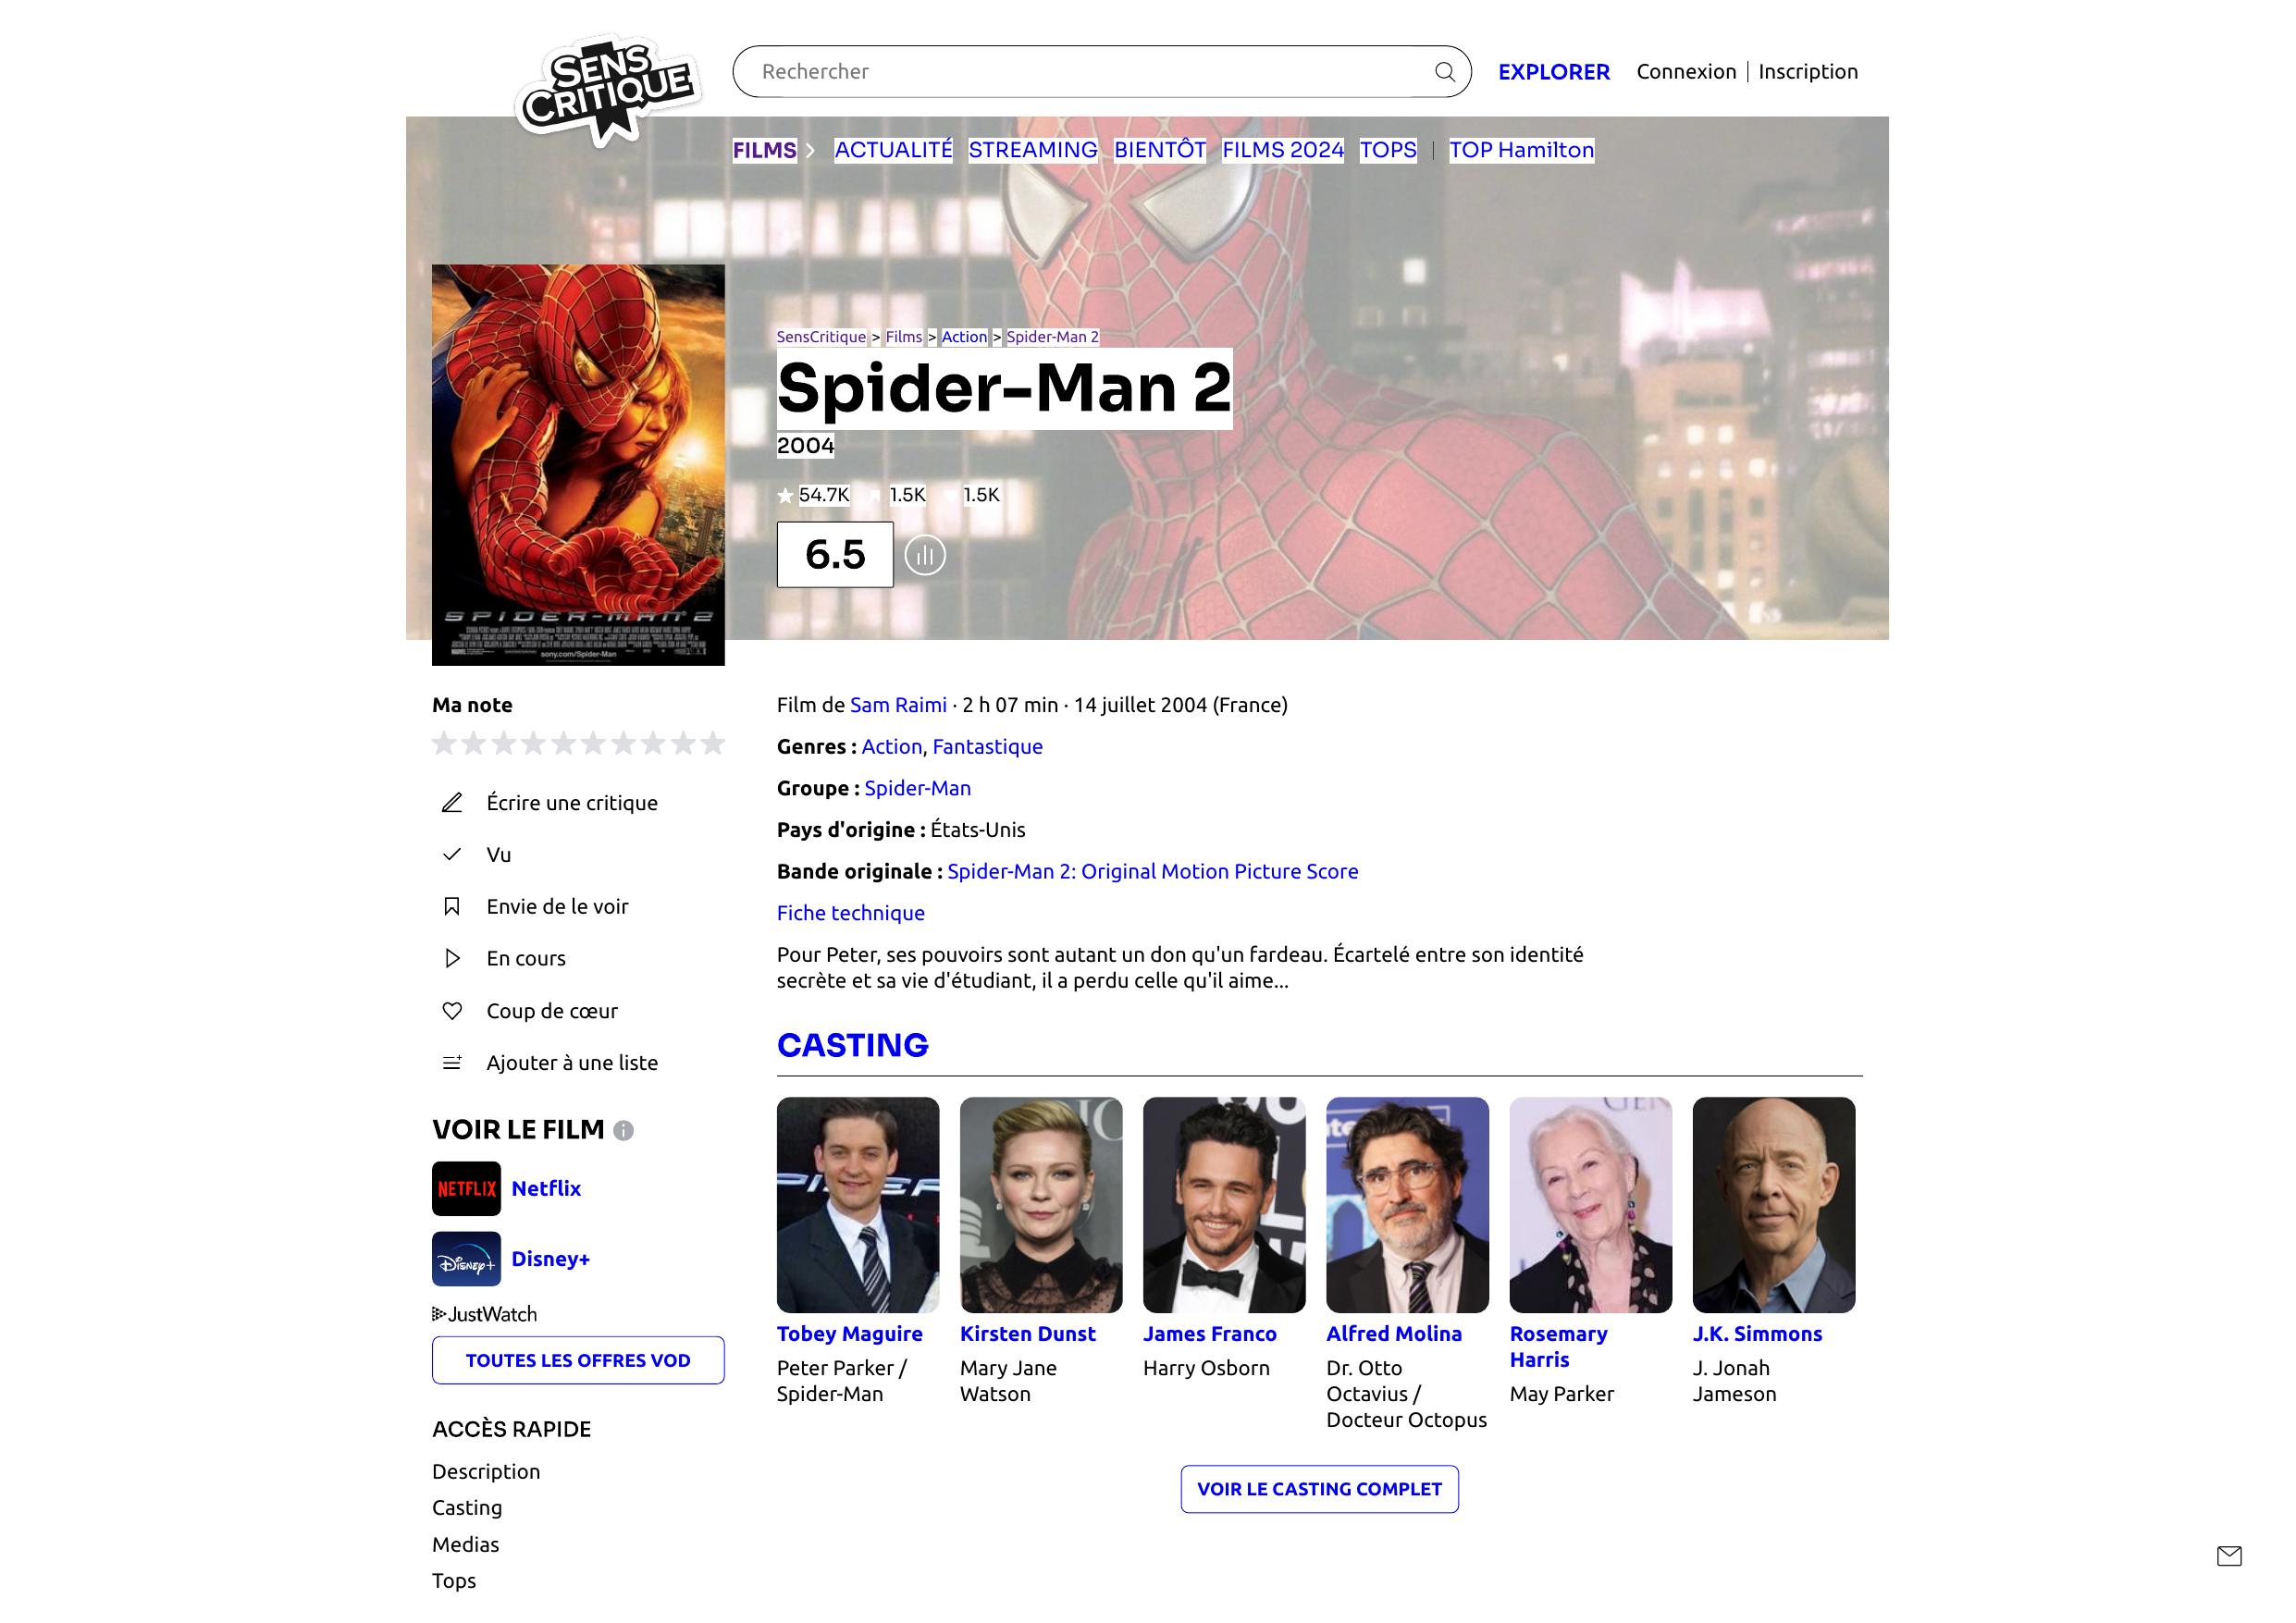 SENS
CRITIQUE
Rechercher
EXPLORER
Connexion | Inscription
FILMS > ACTUALITÉ STREAMING BIENTÔT FILMS 2024 TOPS | TOP Hamilton
SensCritique > Films > Action > Spider-Man 2
Spider-Man 2
2004
54.7K 1.5K 1.5K
6.5
SPIDER-MAN 2
sony.com/Spider-Man
Ma note
Écrire une critique
Vu
Envie de le voir
En cours
Coup de cœur
Ajouter à une liste
VOIR LE FILM
NETFLIX Netflix
Disney+ Disney+
JustWatch
TOUTES LES OFFRES VOD
ACCÈS RAPIDE
Description
Casting
Medias
Tops
Film de Sam Raimi · 2 h 07 min · 14 juillet 2004 (France)
Genres : Action, Fantastique
Groupe : Spider-Man
Pays d'origine : États-Unis
Bande originale : Spider-Man 2: Original Motion Picture Score
Fiche technique
Pour Peter, ses pouvoirs sont autant un don qu'un fardeau. Écartelé entre son identité
secrète et sa vie d'étudiant, il a perdu celle qu'il aime...
CASTING
Tobey Maguire
Peter Parker /
Spider-Man
Kirsten Dunst
Mary Jane
Watson
James Franco
Harry Osborn
Alfred Molina
Dr. Otto
Octavius /
Docteur Octopus
Rosemary
Harris
May Parker
J.K. Simmons
J. Jonah
Jameson
VOIR LE CASTING COMPLET